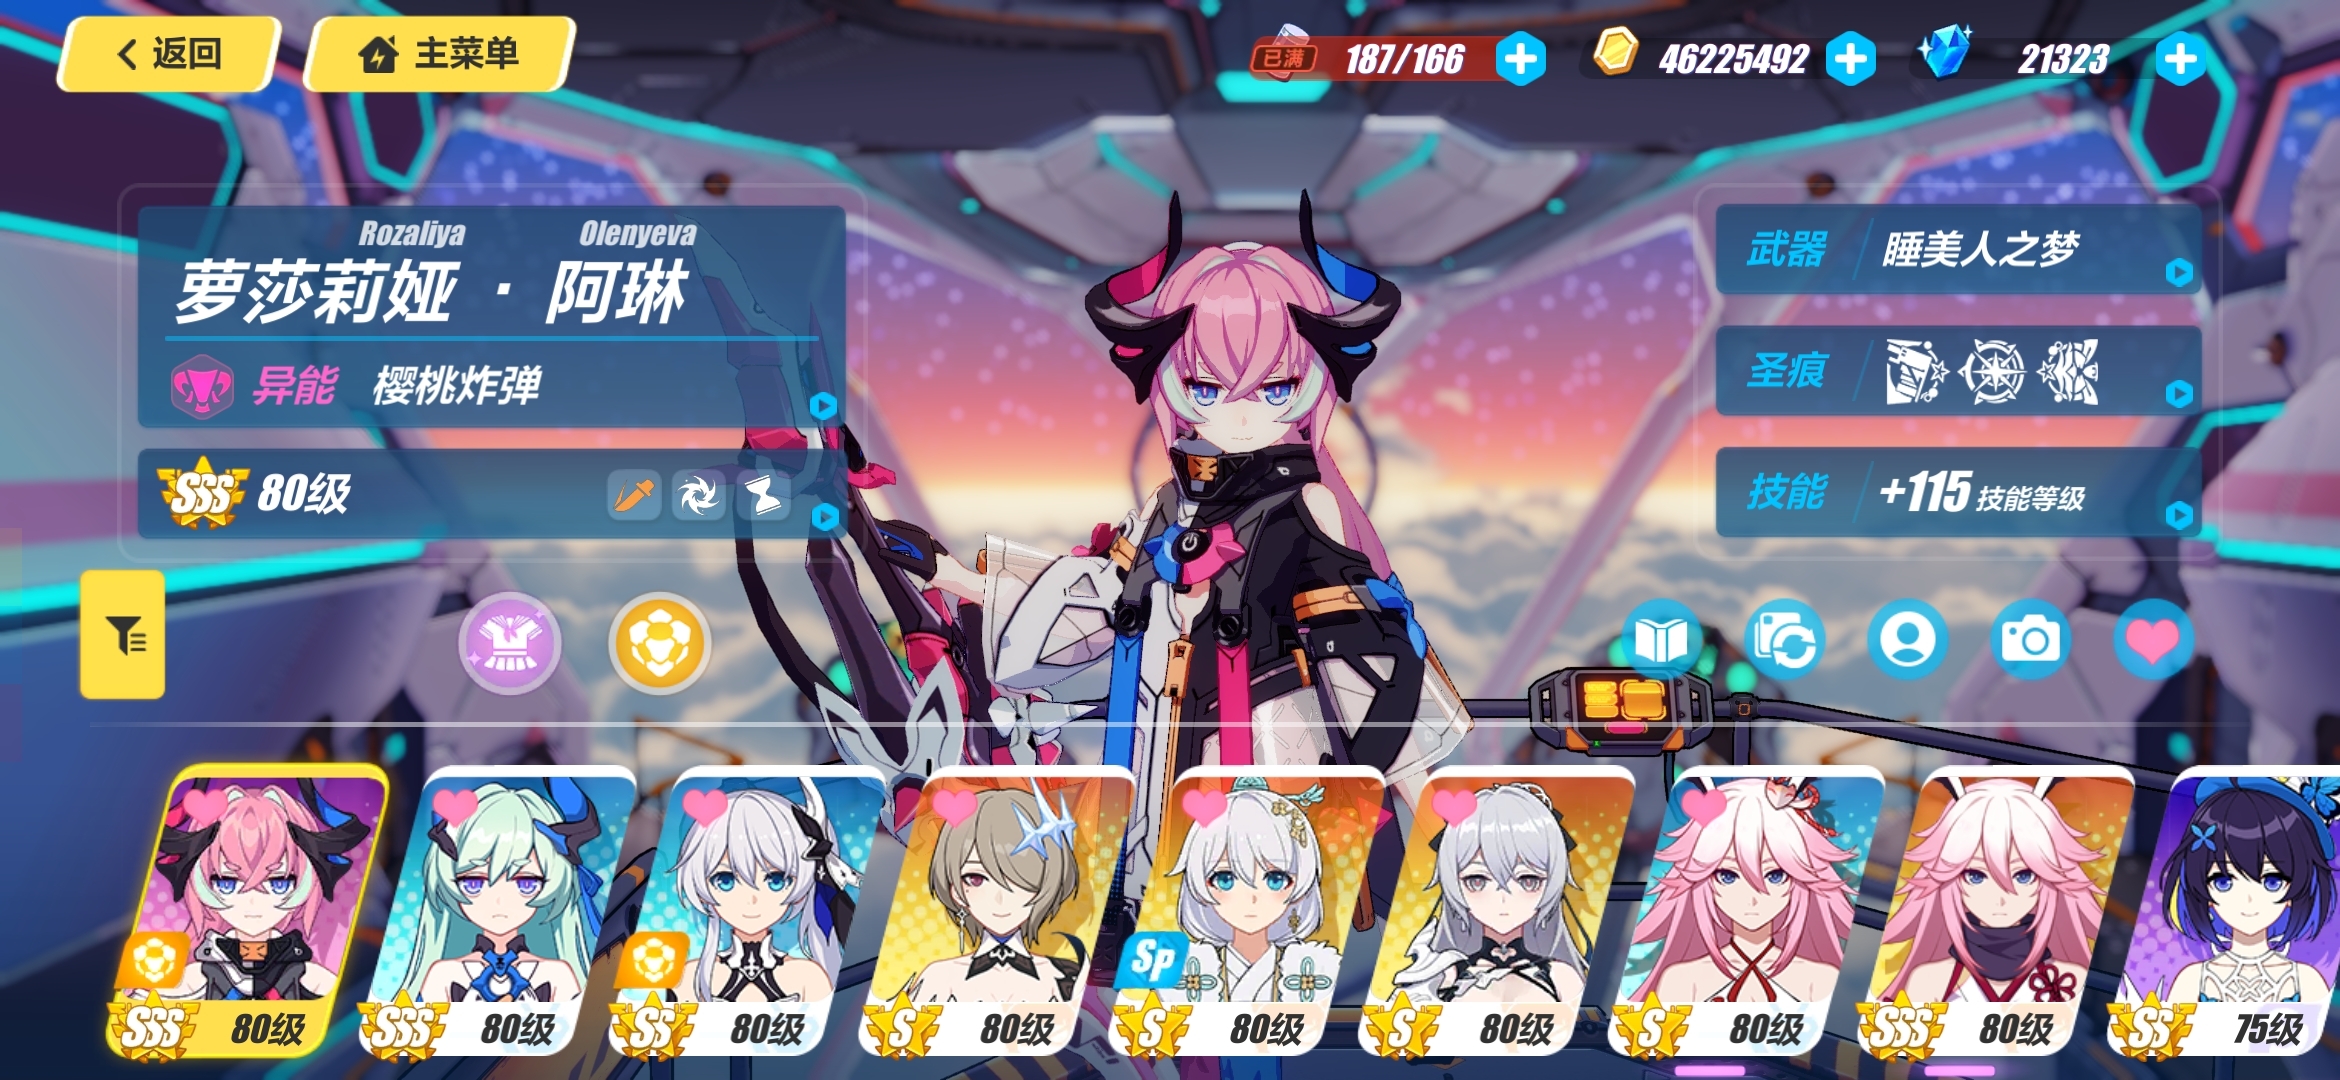 返回
主菜单
已满
187/166
46225492
21323
Rozaliya Olenyeva
萝莎莉娅 · 阿琳
异能 樱桃炸弹
SSS 80级
武器 睡美人之梦
圣痕
技能 +115 技能等级
SSS 80级
SSS 80级
SS 80级
S 80级
Sp
S 80级
S 80级
S 80级
SSS 80级
SS 75级